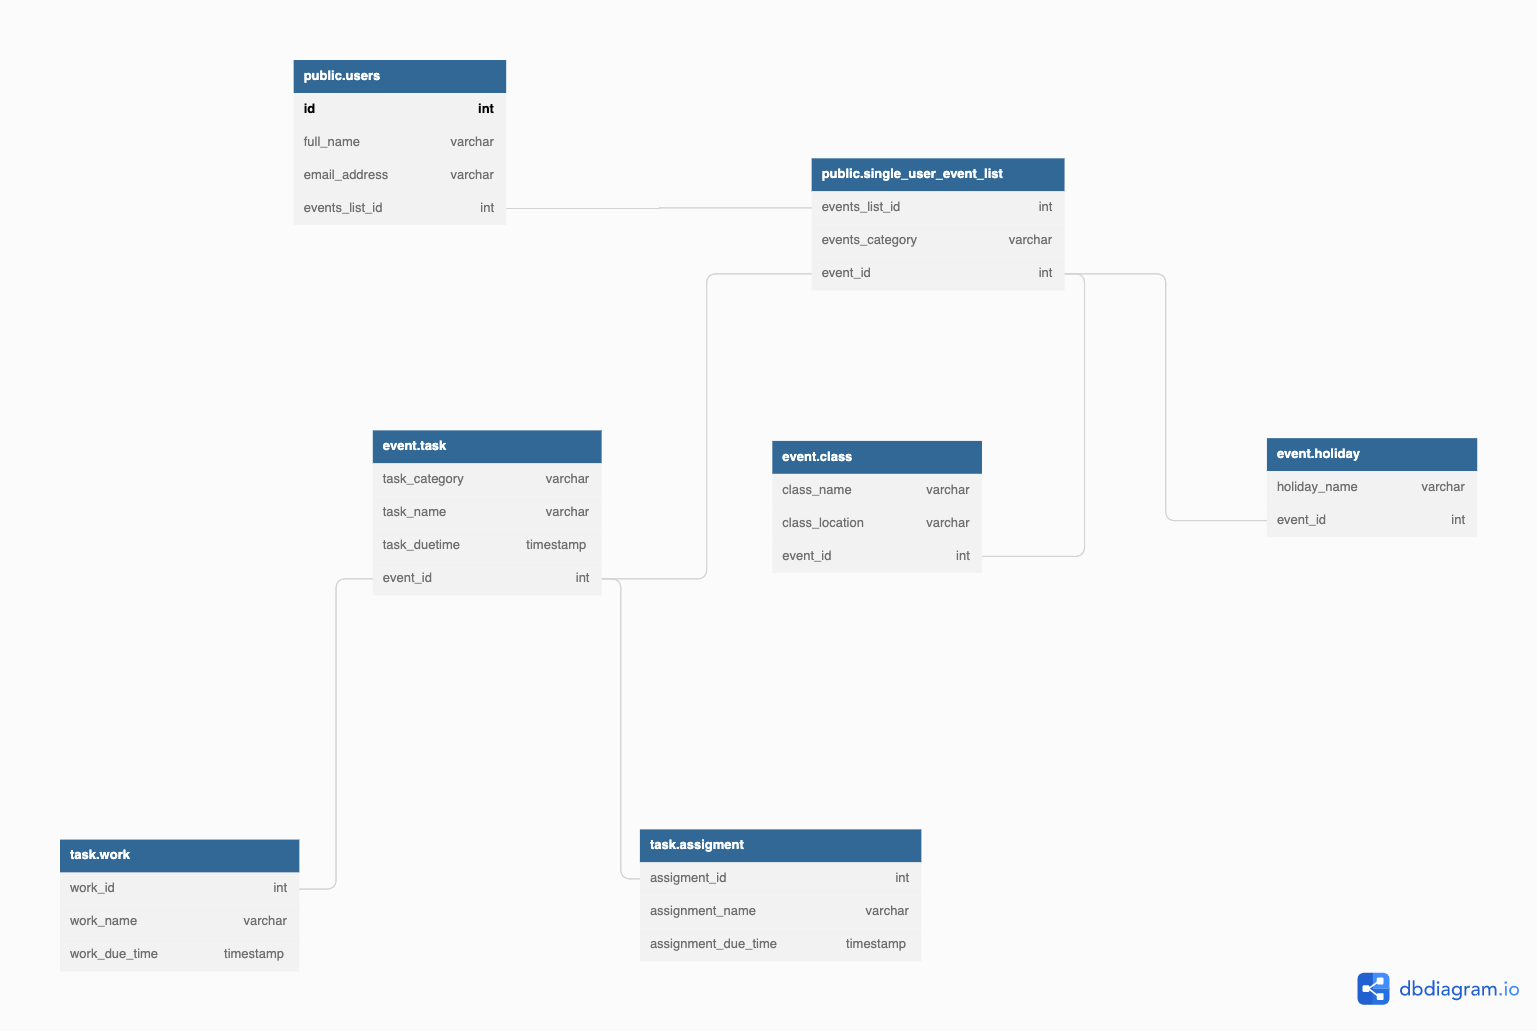 public.users
id int
full_name varchar
email_address varchar
events_list_id int
public.single_user_event_list
events_list_id int
events_category varchar
event_id int
event.task
task_category varchar
task_name varchar
task_duetime timestamp
event_id int
event.class
class_name varchar
class_location varchar
event_id int
event.holiday
holiday_name varchar
event_id int
task.work
work_id int
work_name varchar
work_due_time timestamp
task.assigment
assigment_id int
assignment_name varchar
assignment_due_time timestamp
dbdiagram.io